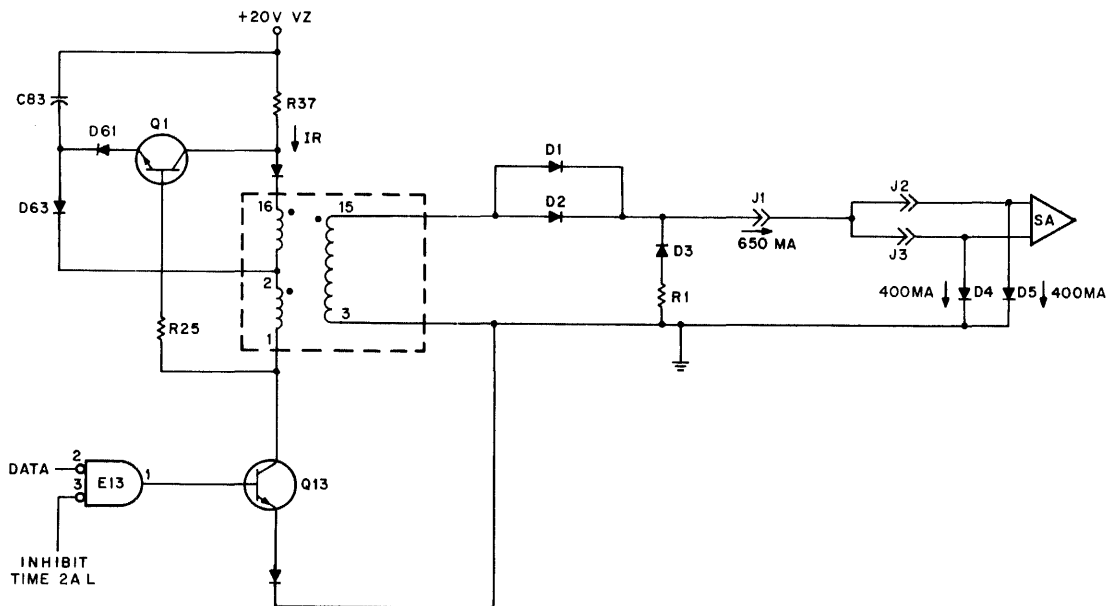 +20V VZ
C83
R37
D61
Q1
IR
D1
D63
16
15
D2
J1
J2
SA
650 MA
D3
J3
2
400MA
D4
D5
400MA
R1
R25
1
3
DATA
2
E13
1
3
Q13
INHIBIT
TIME 2A L